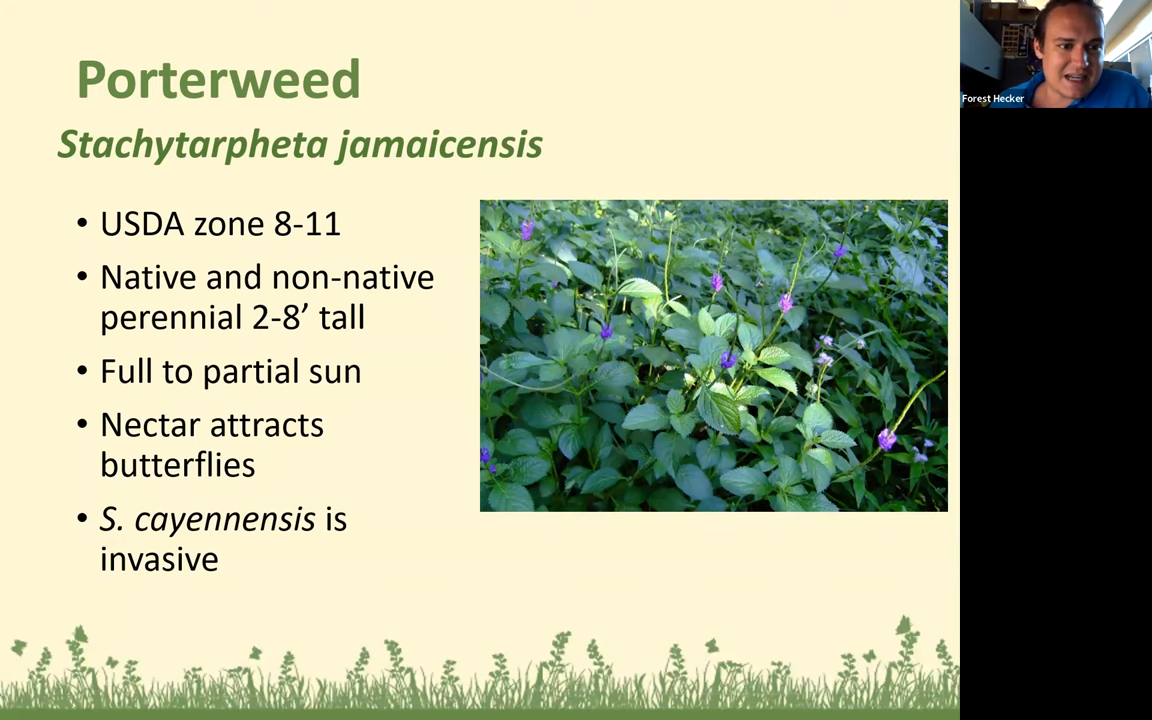 Porterweed
Stachytarpheta jamaicensis
• USDA zone 8-11
• Native and non-native
perennial 2-8’ tall
• Full to partial sun
• Nectar attracts
butterflies
• S. cayennensis is
invasive
Forest Hecker